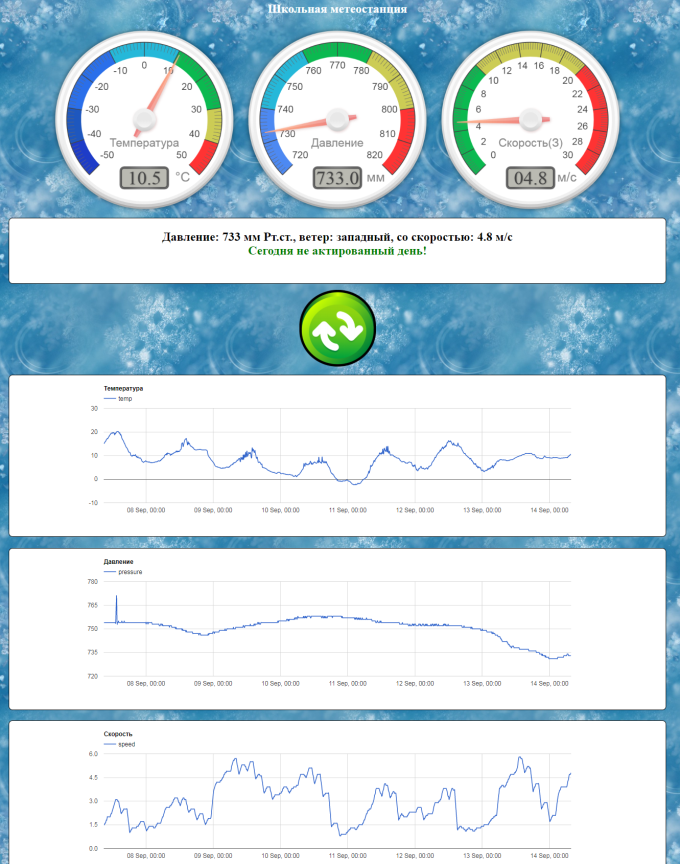 Школьная метеостанция
-50 -40 -30 -20 -10 0 10 20 30 40 50
Температура
10.5 °C
720 730 740 750 760 770 780 790 800 810 820
Давление
733.0 мм
0 2 4 6 8 10 12 14 16 18 20 22 24 26 28 30
Скорость(З)
04.8 м/с
Давление: 733 мм Рт.ст., ветер: западный, со скоростью: 4.8 м/с
Сегодня не актированный день!
Температура
temp
30
20
10
0
-10
08 Sep, 00:00 09 Sep, 00:00 10 Sep, 00:00 11 Sep, 00:00 12 Sep, 00:00 13 Sep, 00:00 14 Sep, 00:00
Давление
pressure
780
765
750
735
720
08 Sep, 00:00 09 Sep, 00:00 10 Sep, 00:00 11 Sep, 00:00 12 Sep, 00:00 13 Sep, 00:00 14 Sep, 00:00
Скорость
speed
6.0
4.5
3.0
1.5
0.0
08 Sep, 00:00 09 Sep, 00:00 10 Sep, 00:00 11 Sep, 00:00 12 Sep, 00:00 13 Sep, 00:00 14 Sep, 00:00